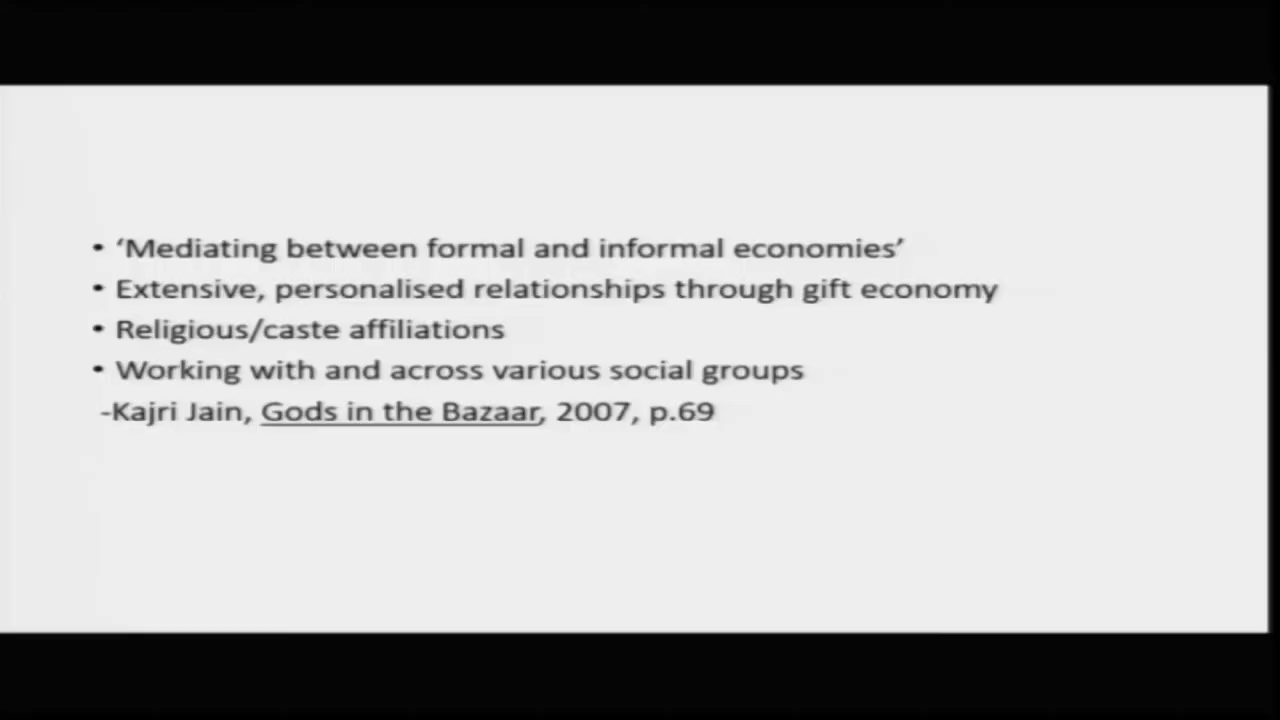 • ‘Mediating between formal and informal economies’
• Extensive, personalised relationships through gift economy
• Religious/caste affiliations
• Working with and across various social groups
-Kajri Jain, Gods in the Bazaar, 2007, p.69